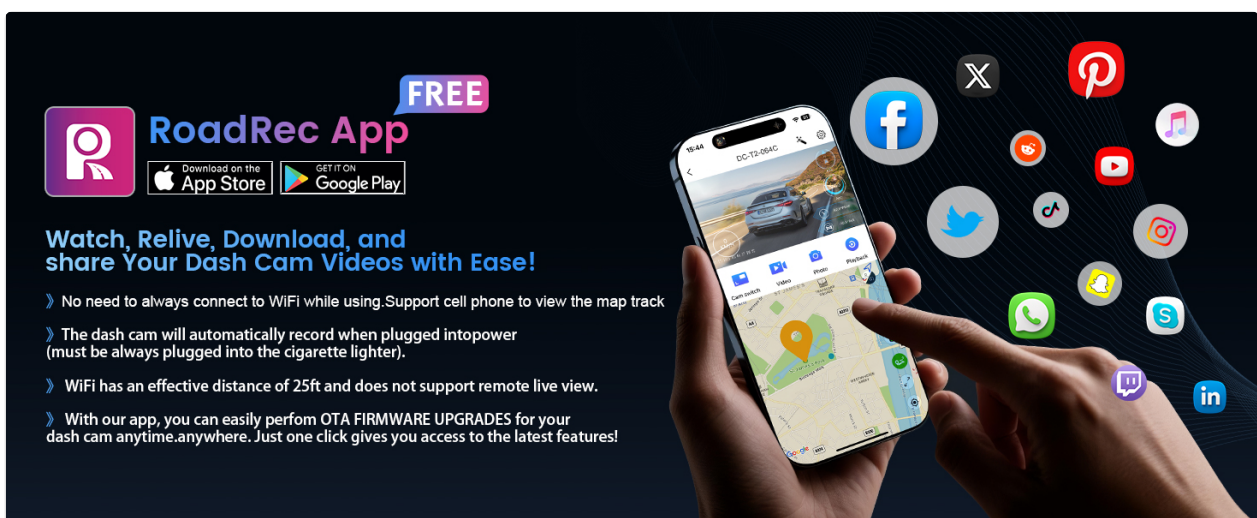 FREE
RoadRec App
Download on the
App Store
GET IT ON
Google Play
Watch, Relive, Download, and
share Your Dash Cam Videos with Ease!
》No need to always connect to WiFi while using.Support cell phone to view the map track
》The dash cam will automatically record when plugged intopower
(must be always plugged into the cigarette lighter).
》WiFi has an effective distance of 25ft and does not support remote live view.
》With our app, you can easily perfom OTA FIRMWARE UPGRADES for your
dash cam anytime.anywhere. Just one click gives you access to the latest features!
15:44
DC-T2-064C
Cam switch
Video
Photo
Playback
Google